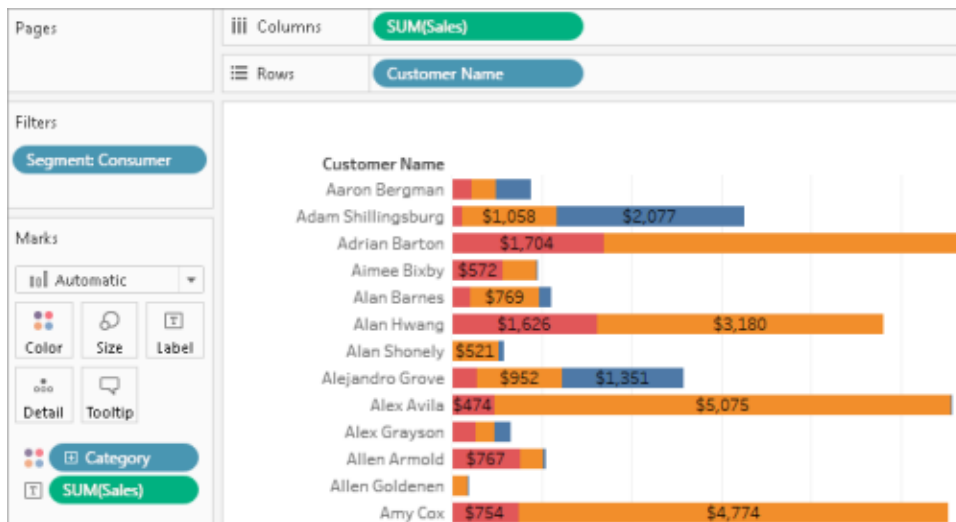 Pages
Columns
SUM(Sales)
Rows
Customer Name
Filters
Segment: Consumer
Marks
Automatic
Color Size Label
Detail Tooltip
Category
SUM(Sales)
Customer Name
Aaron Bergman
Adam Shillingsburg $1,058 $2,077
Adrian Barton $1,704
Aimee Bixby $572
Alan Barnes $769
Alan Hwang $1,626 $3,180
Alan Shonely $521
Alejandro Grove $952 $1,351
Alex Avila $474 $5,075
Alex Grayson
Allen Armold $767
Allen Goldenen
Amy Cox $754 $4,774